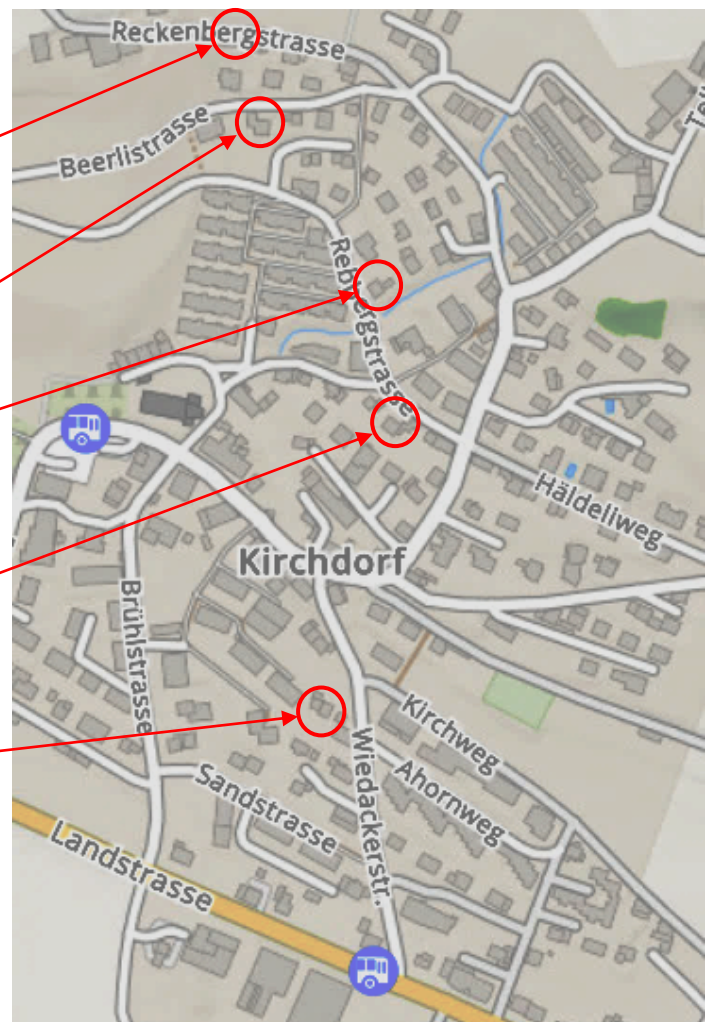 Reckenbergstrasse
Beerlistrasse
Rebbergstrasse
Häldeliweg
Kirchdorf
Brühlstrasse
Kirchweg
Wiedackerstr.
Ahornweg
Sandstrasse
Landstrasse